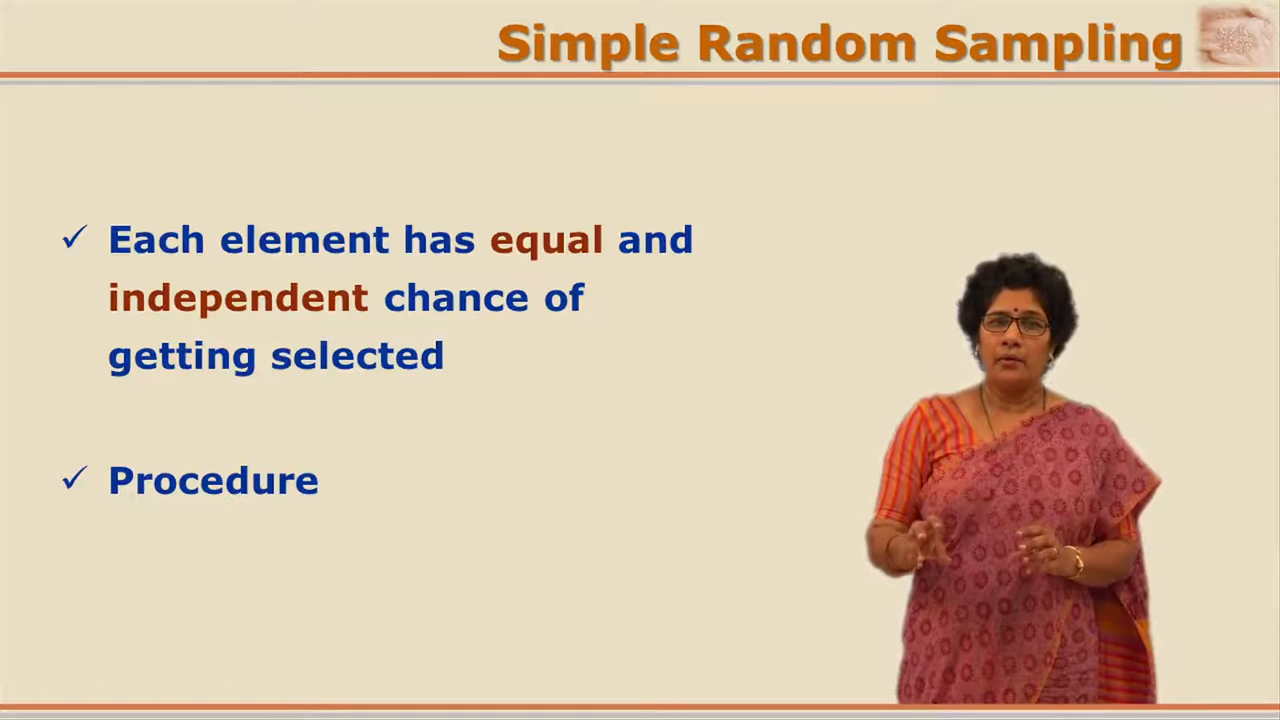 Simple Random Sampling
✓ Each element has equal and
independent chance of
getting selected
✓ Procedure